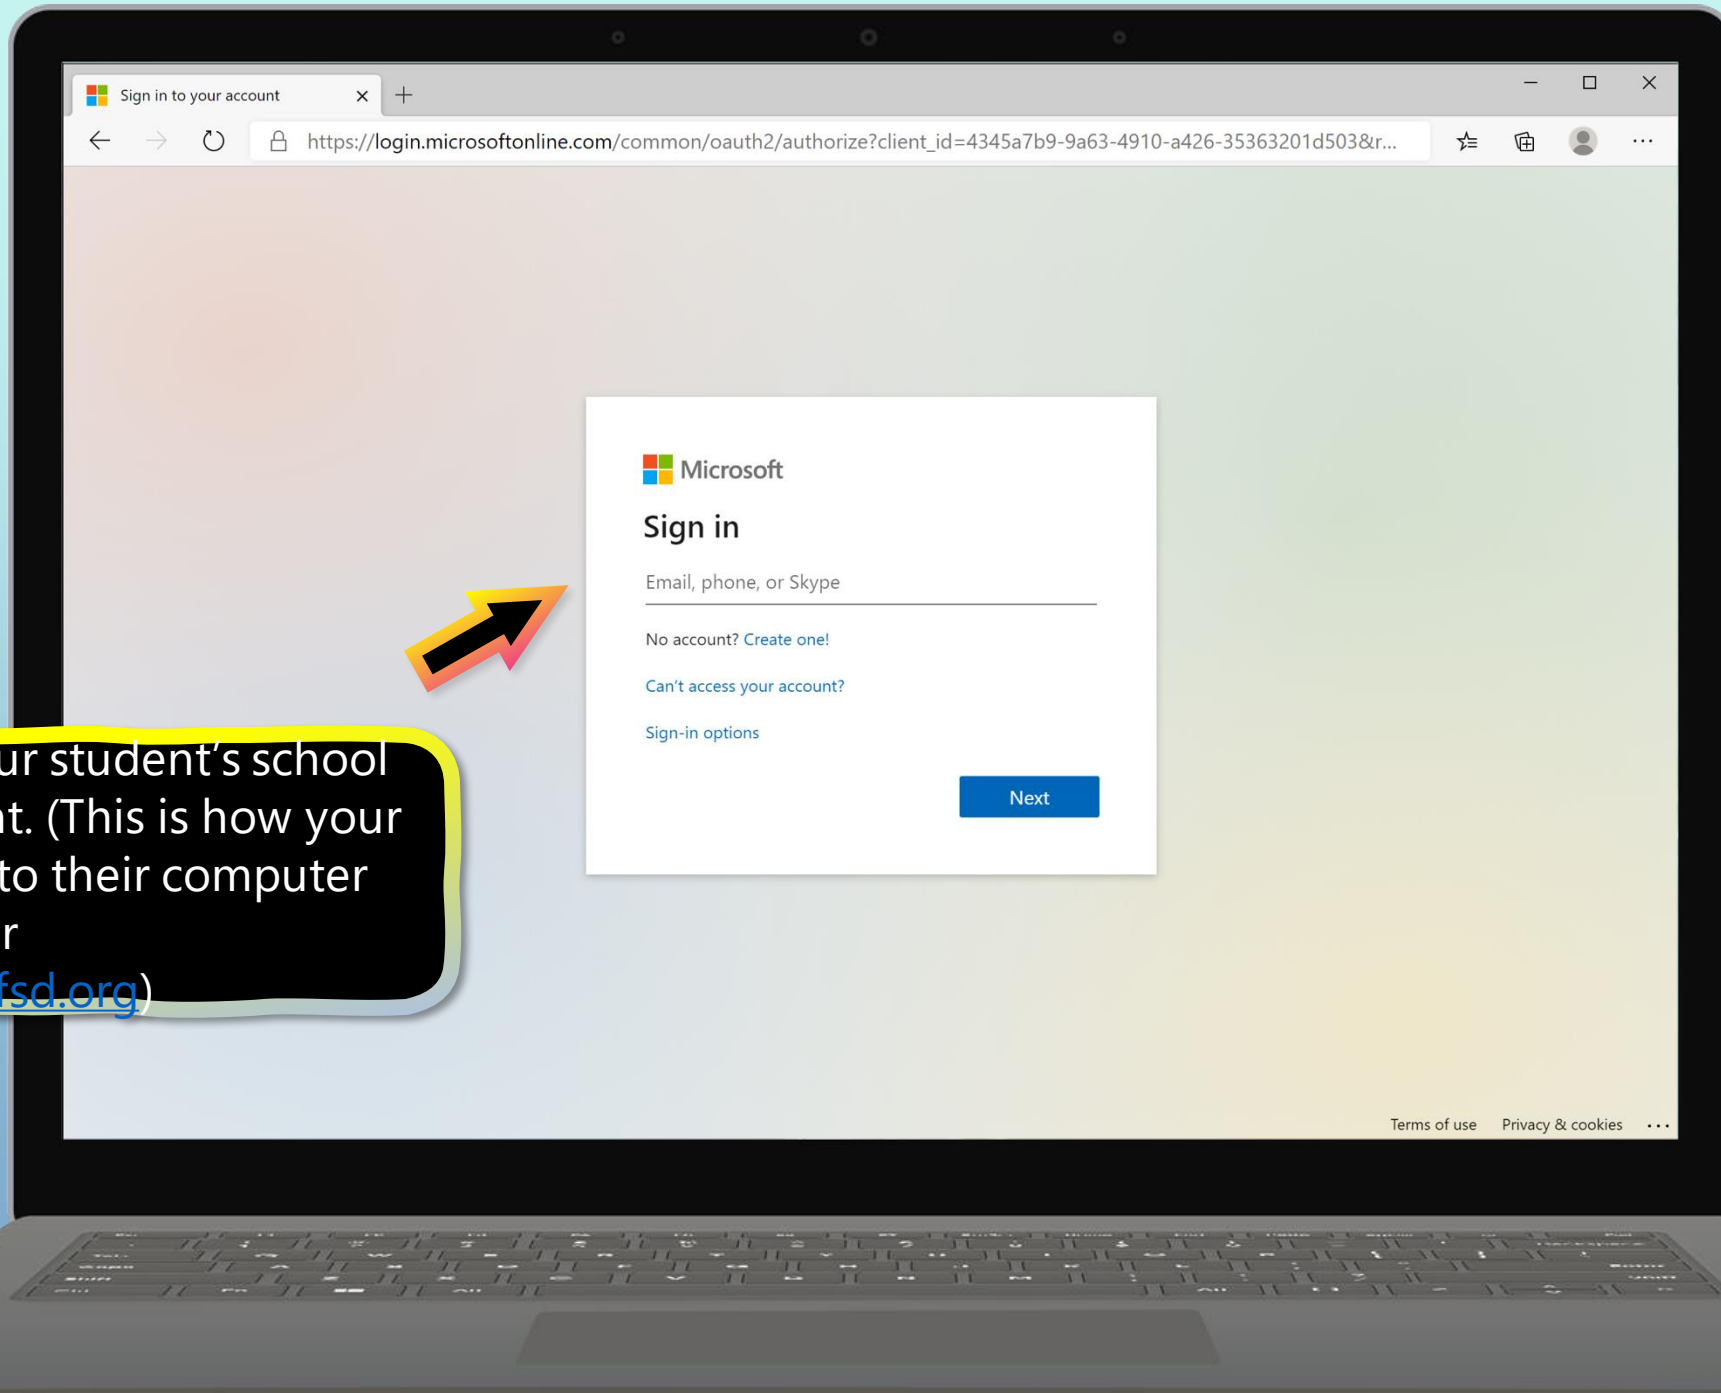 Sign in to your account
https://login.microsoftonline.com/common/oauth2/authorize?client_id=4345a7b9-9a63-4910-a426-35363201d503&r...
Microsoft
Sign in
Email, phone, or Skype
No account? Create one!
Can't access your account?
Sign-in options
Next
ur student's school
nt. (This is how your
to their computer
r
fsd.org)
Terms of use Privacy & cookies ...